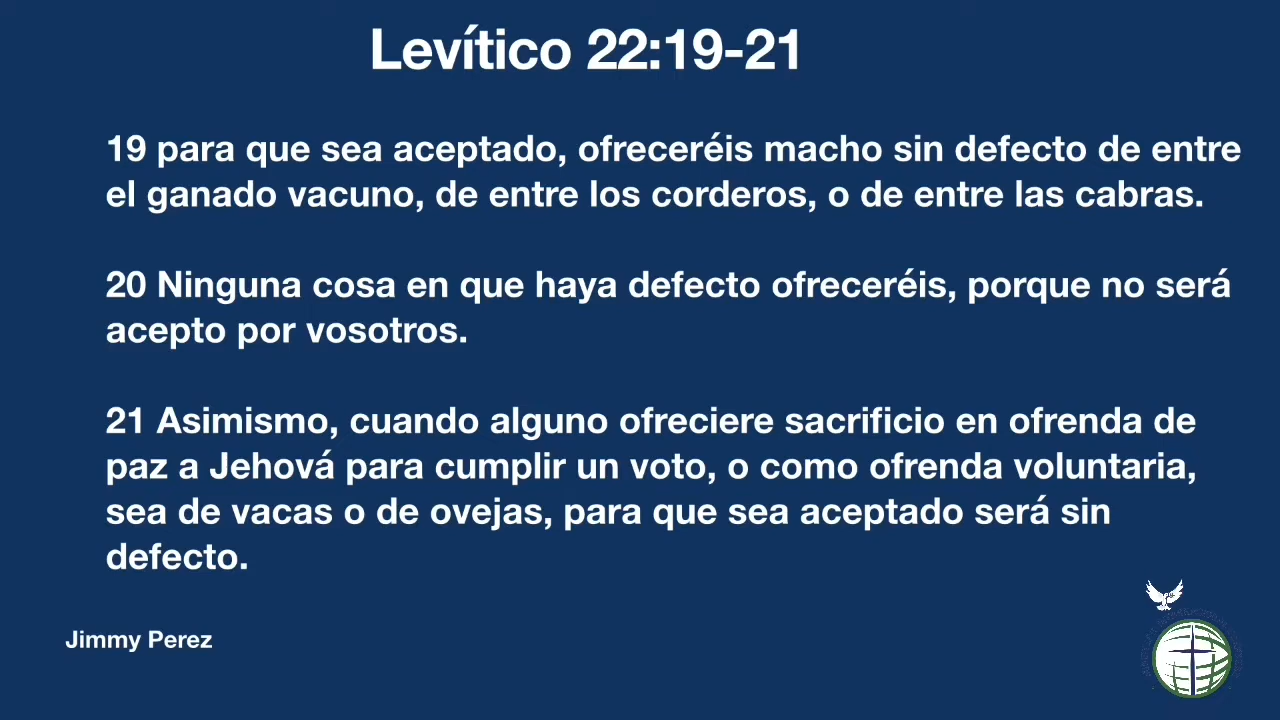 Levítico 22:19-21
19 para que sea aceptado, ofreceréis macho sin defecto de entre
el ganado vacuno, de entre los corderos, o de entre las cabras.
20 Ninguna cosa en que haya defecto ofreceréis, porque no será
acepto por vosotros.
21 Asimismo, cuando alguno ofreciere sacrificio en ofrenda de
paz a Jehová para cumplir un voto, o como ofrenda voluntaria,
sea de vacas o de ovejas, para que sea aceptado será sin
defecto.
Jimmy Perez